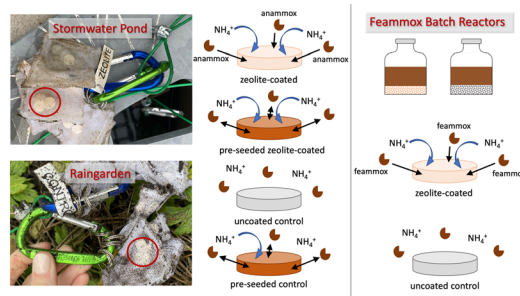 Stormwater Pond
ZEOLITE
Raingarden
CONTR
anammox
NH₄⁺
NH₄⁺
anammox
anammox
zeolite-coated
NH₄⁺
NH₄⁺
pre-seeded zeolite-coated
NH₄⁺
NH₄⁺
uncoated control
NH₄⁺
NH₄⁺
pre-seeded control
Feammox Batch Reactors
feammox
NH₄⁺
NH₄⁺
feammox
feammo
zeolite-coated
NH₄⁺
NH₄⁺
uncoated control